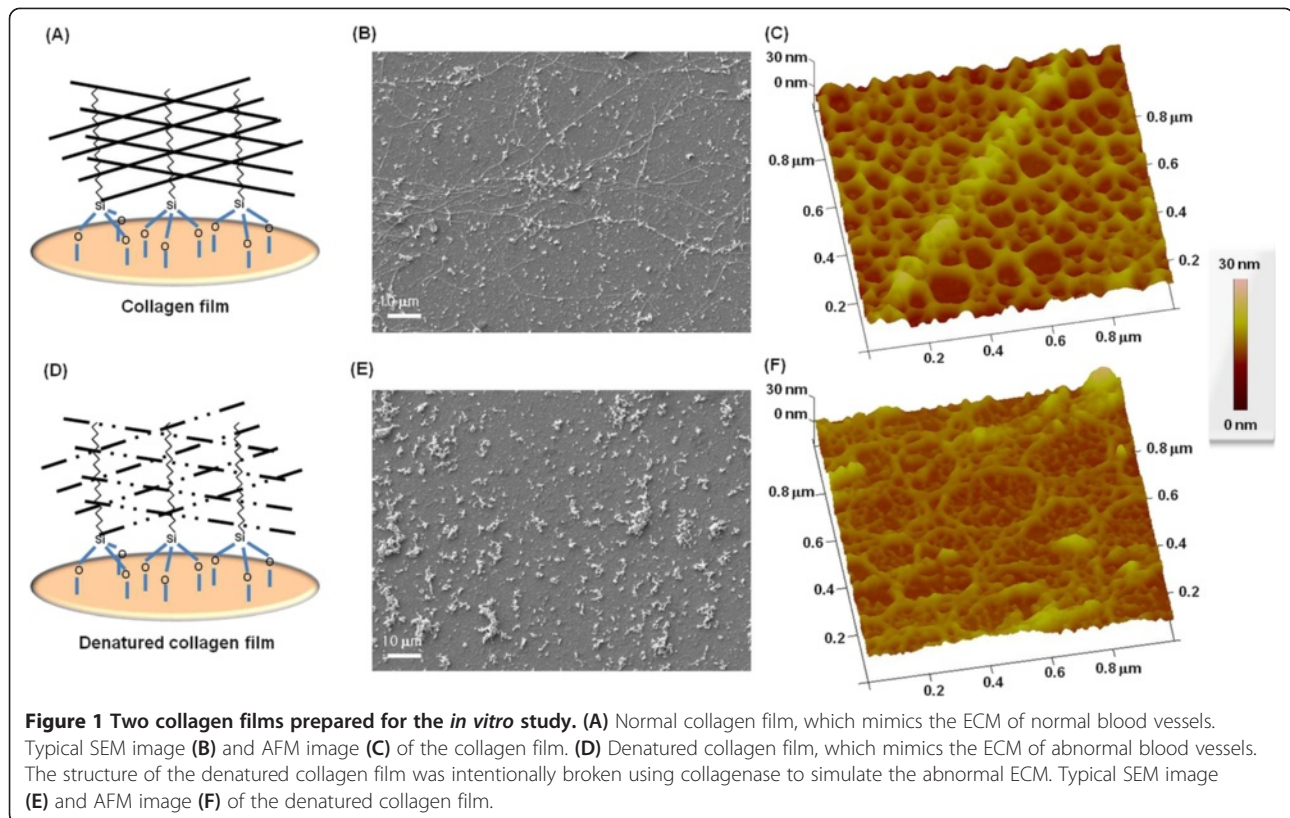 (A)
Si
Si
Si
O
O
O
O
O
O
O
O
O
Collagen film
(B)
10 μm
(C)
30 nm
0 nm
0.8 μm
0.6
0.4
0.2
0.2
0.4
0.6
0.8 μm
0.8 μm
0.6
0.4
0.2
30 nm
0 nm
(D)
Si
Si
Si
O
O
O
O
O
O
O
O
O
Denatured collagen film
(E)
10 μm
(F)
30 nm
0 nm
0.8 μm
0.6
0.4
0.2
0.2
0.4
0.6
0.8 μm
0.8 μm
0.6
0.4
0.2
Figure 1 Two collagen films prepared for the in vitro study. (A) Normal collagen film, which mimics the ECM of normal blood vessels.
Typical SEM image (B) and AFM image (C) of the collagen film. (D) Denatured collagen film, which mimics the ECM of abnormal blood vessels.
The structure of the denatured collagen film was intentionally broken using collagenase to simulate the abnormal ECM. Typical SEM image
(E) and AFM image (F) of the denatured collagen film.